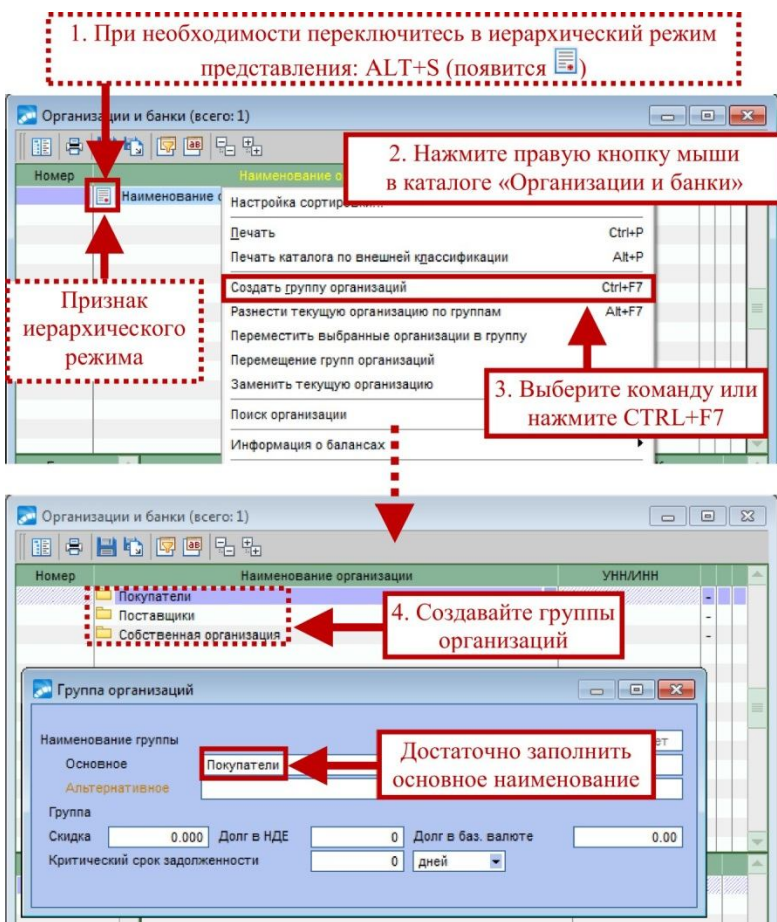 1. При необходимости переключитесь в иерархический режим
представления: ALT+S (появится )
Организации и банки (всего: 1)
Номер
Наименование о
2. Нажмите правую кнопку мыши
в каталоге «Организации и банки»
Наименование о
Настройка сортировки...
Печать Ctrl+P
Печать каталога по внешней классификации Alt+P
Создать группу организаций Ctrl+F7
Разнести текущую организацию по группам Alt+F7
Переместить выбранные организации в группу
Перемещение групп организаций
Заменить текущую организацию
Поиск организации
Информация о балансах
Признак
иерархического
режима
3. Выберите команду или
нажмите CTRL+F7
Организации и банки (всего: 1)
Номер Наименование организации УНН/ИНН
Покупатели -
Поставщики -
Собственная организация -
4. Создавайте группы
организаций
Группа организаций
Наименование группы ет
Основное Покупатели
Альтернативное
Достаточно заполнить
основное наименование
Группа
Скидка 0.000 Долг в НДЕ 0 Долг в баз. валюте 0.00
Критический срок задолженности 0 дней